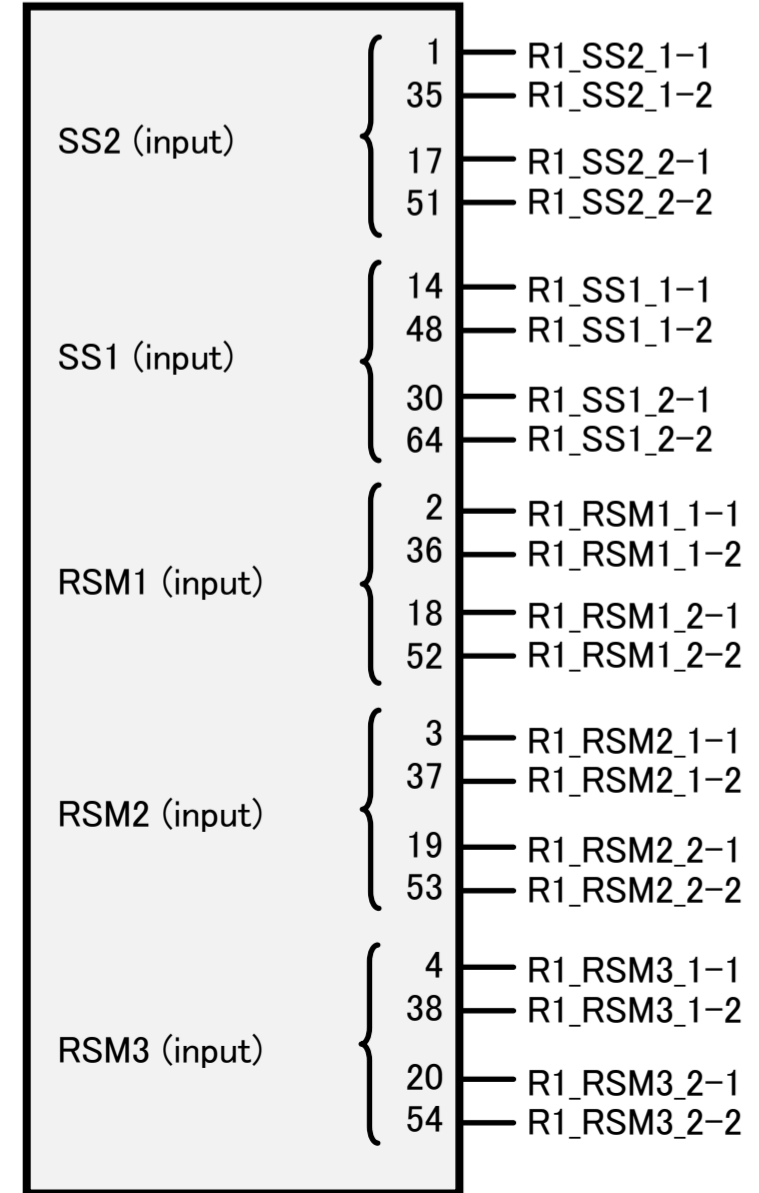 1 R1_SS2_1-1
35 R1_SS2_1-2
SS2 (input)
17 R1_SS2_2-1
51 R1_SS2_2-2
14 R1_SS1_1-1
48 R1_SS1_1-2
SS1 (input)
30 R1_SS1_2-1
64 R1_SS1_2-2
2 R1_RSM1_1-1
36 R1_RSM1_1-2
RSM1 (input)
18 R1_RSM1_2-1
52 R1_RSM1_2-2
3 R1_RSM2_1-1
37 R1_RSM2_1-2
RSM2 (input)
19 R1_RSM2_2-1
53 R1_RSM2_2-2
4 R1_RSM3_1-1
38 R1_RSM3_1-2
RSM3 (input)
20 R1_RSM3_2-1
54 R1_RSM3_2-2